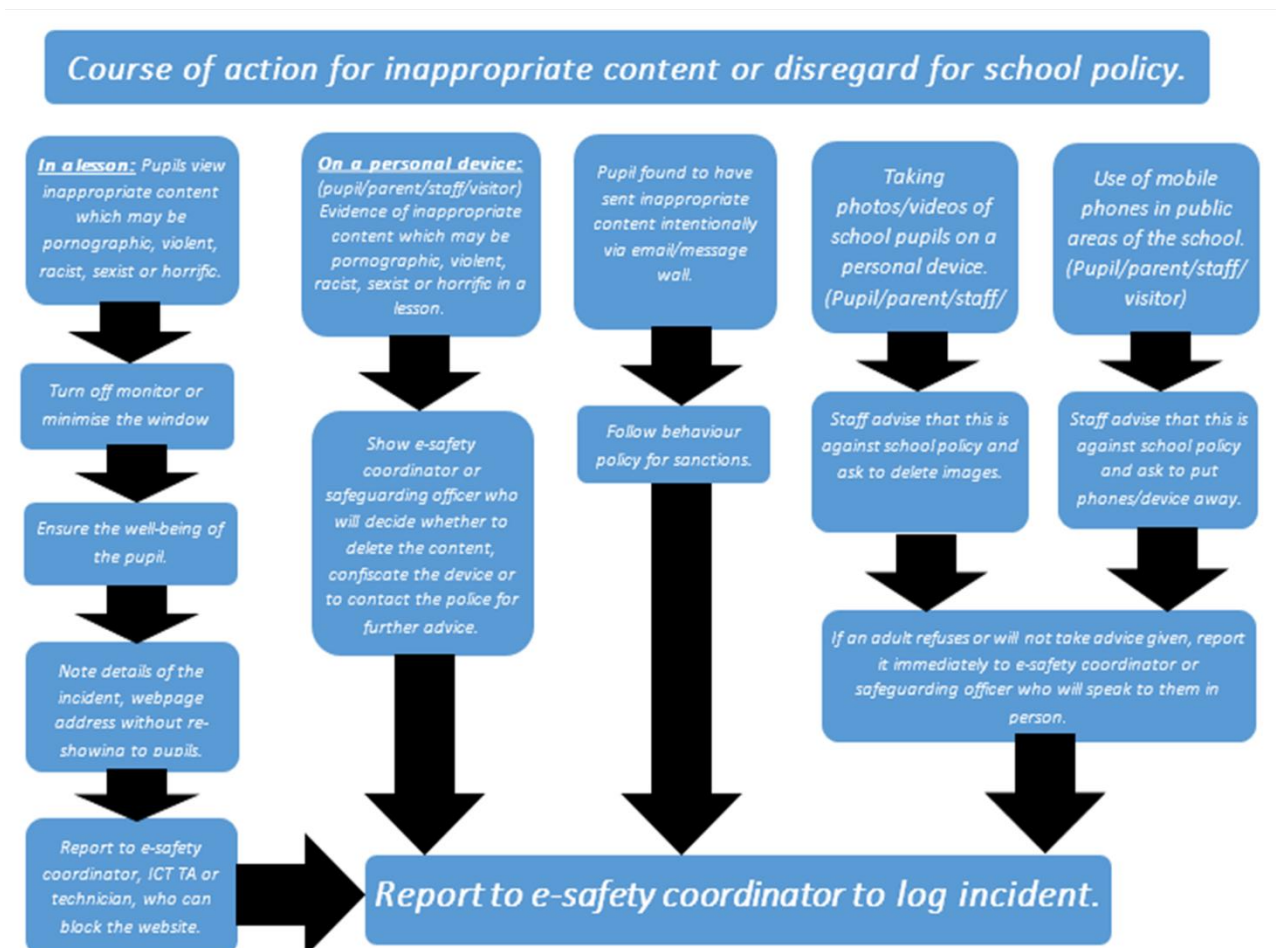 Course of action for inappropriate content or disregard for school policy.
In a lesson: Pupils view
inappropriate content
which may be
pornographic, violent,
racist, sexist or horrific.
Turn off monitor or
minimise the window
Ensure the well-being of
the pupil.
Note details of the
incident, webpage
address without re-
showing to pupils.
Report to e-safety
coordinator, ICT TA or
technician, who can
block the website.
On a personal device:
(pupil/parent/staff/visitor)
Evidence of inappropriate
content which may be
pornographic, violent,
racist, sexist or horrific in a
lesson.
Show e-safety
coordinator or
safeguarding officer who
will decide whether to
delete the content,
confiscate the device or
to contact the police for
further advice.
Pupil found to have
sent inappropriate
content intentionally
via email/message
wall.
Follow behaviour
policy for sanctions.
Taking
photos/videos of
school pupils on a
personal device.
(Pupil/parent/staff/
Staff advise that this is
against school policy and
ask to delete images.
Use of mobile
phones in public
areas of the school.
(Pupil/parent/staff/
visitor)
Staff advise that this is
against school policy
and ask to put
phones/device away.
If an adult refuses or will not take advice given, report
it immediately to e-safety coordinator or
safeguarding officer who will speak to them in
person.
Report to e-safety coordinator to log incident.